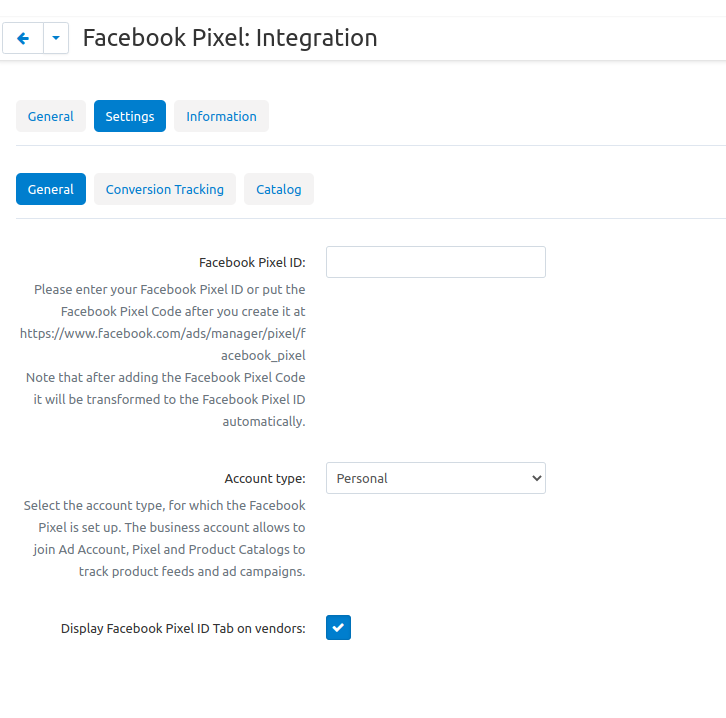 Facebook Pixel: Integration
General Settings Information
General Conversion Tracking Catalog
Facebook Pixel ID:
Please enter your Facebook Pixel ID or put the
Facebook Pixel Code after you create it at
https://www.facebook.com/ads/manager/pixel/f
acebook_pixel
Note that after adding the Facebook Pixel Code
it will be transformed to the Facebook Pixel ID
automatically.
Account type: Personal
Select the account type, for which the Facebook
Pixel is set up. The business account allows to
join Ad Account, Pixel and Product Catalogs to
track product feeds and ad campaigns.
Display Facebook Pixel ID Tab on vendors: